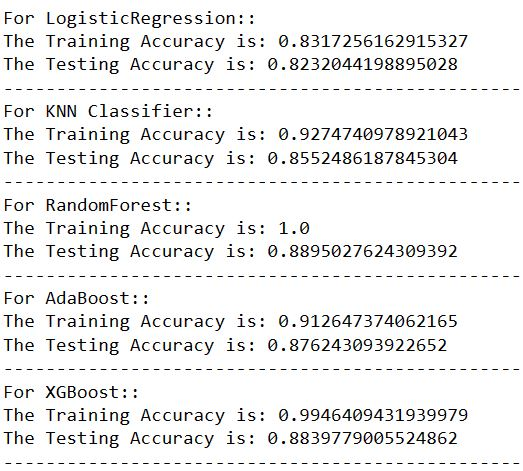 For LogisticRegression::
The Training Accuracy is: 0.8317256162915327
The Testing Accuracy is: 0.8232044198895028
-------------------------------------------------
For KNN Classifier::
The Training Accuracy is: 0.9274740978921043
The Testing Accuracy is: 0.8552486187845304
-------------------------------------------------
For RandomForest::
The Training Accuracy is: 1.0
The Testing Accuracy is: 0.8895027624309392
-------------------------------------------------
For AdaBoost::
The Training Accuracy is: 0.912647374062165
The Testing Accuracy is: 0.876243093922652
-------------------------------------------------
For XGBoost::
The Training Accuracy is: 0.9946409431939979
The Testing Accuracy is: 0.8839779005524862
-------------------------------------------------